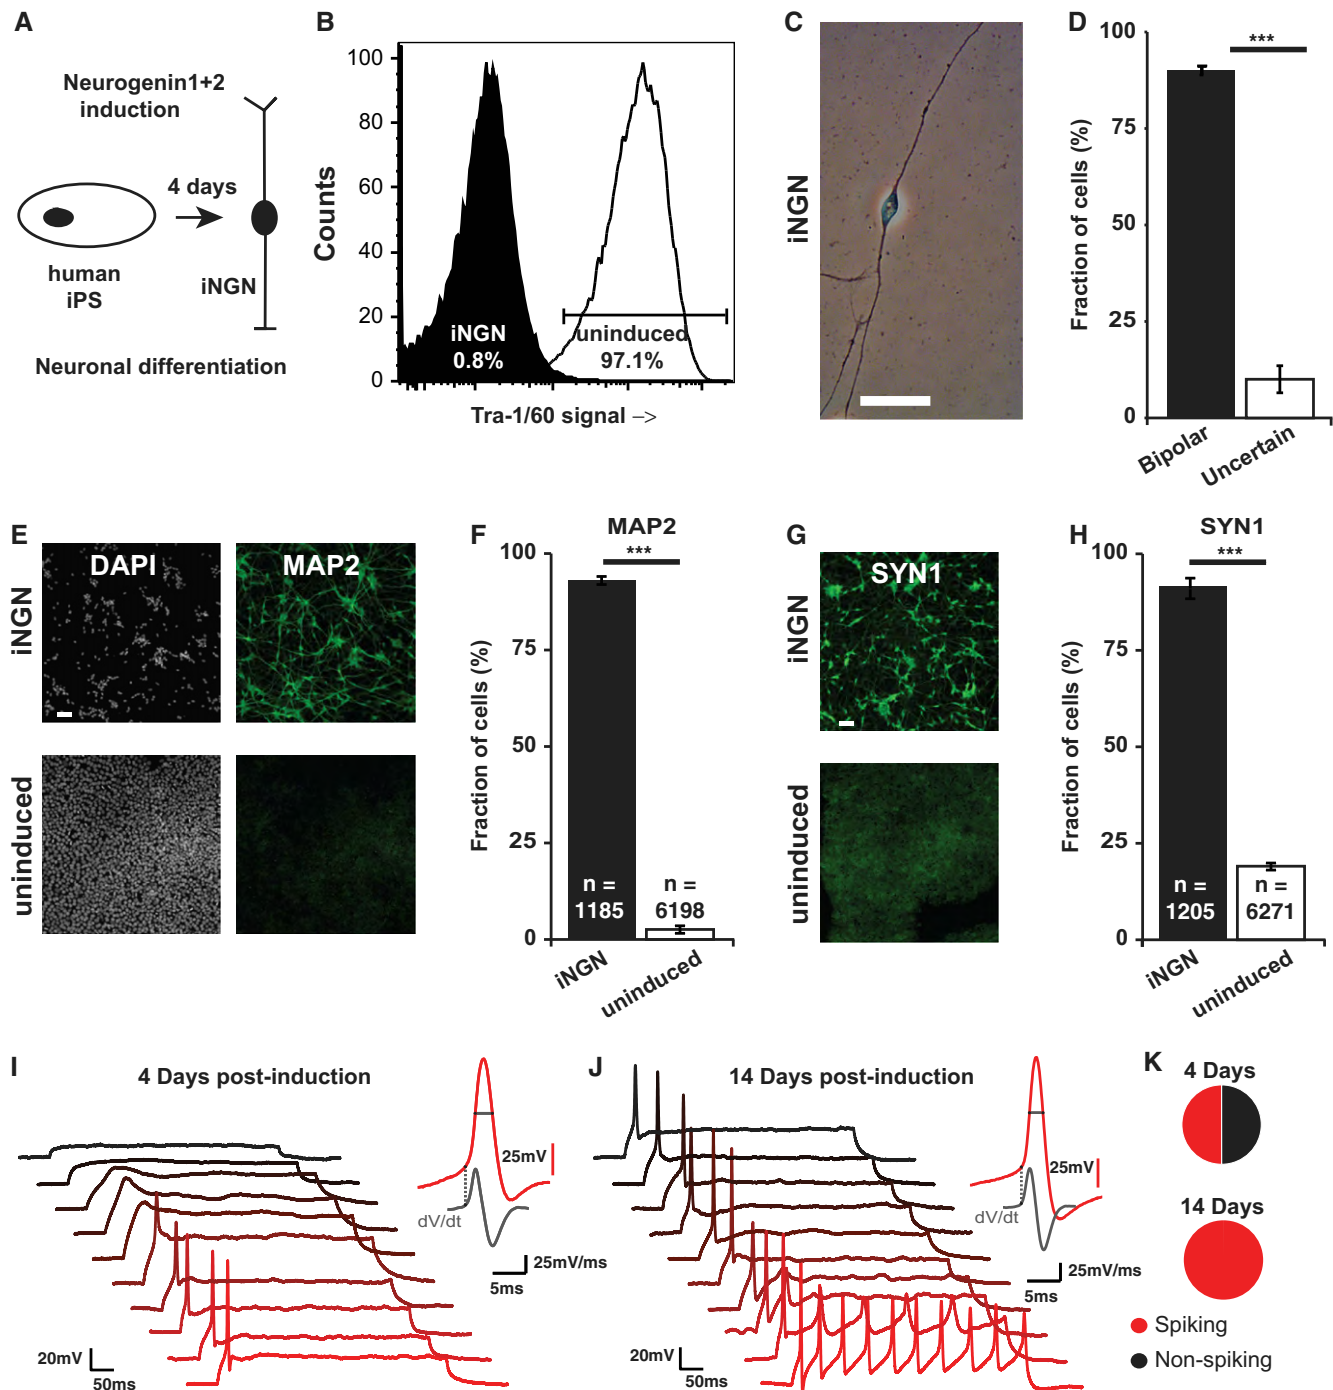 A
Neurogenin1+2
induction
4 days
human
iPS
iNGN
Neuronal differentiation
B
Counts
100
80
60
40
20
0
iNGN
0.8%
uninduced
97.1%
Tra-1/60 signal –>
C
iNGN
D
Fraction of cells (%)
100
75
50
25
0
***
Bipolar
Uncertain
E
iNGN
DAPI
MAP2
uninduced
F
MAP2
Fraction of cells (%)
100
75
50
25
0
***
n =
1185
n =
6198
iNGN
uninduced
G
iNGN
SYN1
uninduced
H
SYN1
Fraction of cells (%)
100
75
50
25
0
***
n =
1205
n =
6271
iNGN
uninduced
I
4 Days post-induction
25mV
dV/dt
25mV/ms
5ms
20mV
50ms
J
14 Days post-induction
25mV
dV/dt
25mV/ms
5ms
20mV
50ms
K
4 Days
14 Days
Spiking
Non-spiking